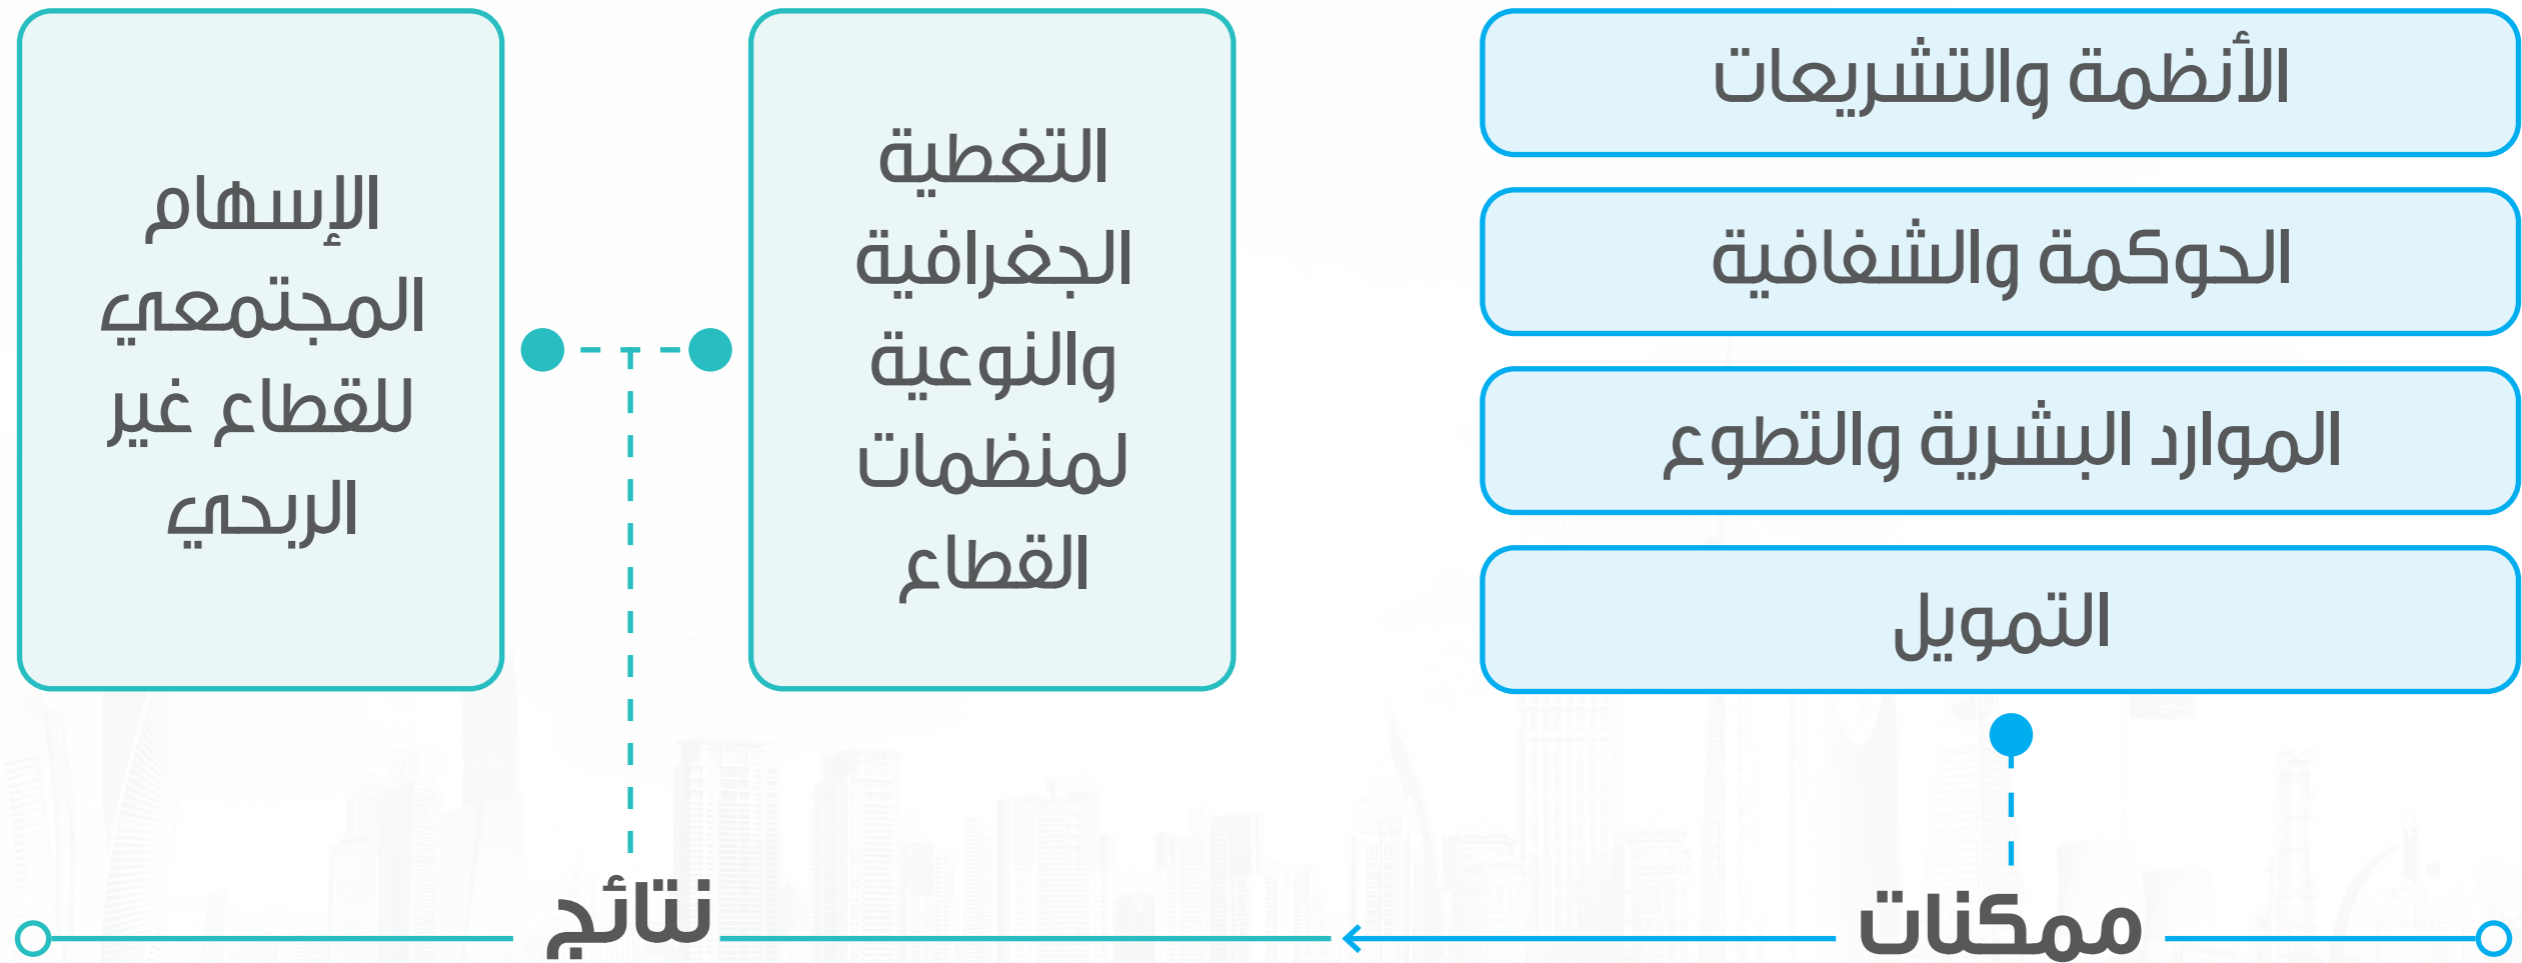 الأنظمة والتشريعات
الحوكمة والشفافية
الموارد البشرية والتطوع
التمويل
ممكنات
التغطية
الجغرافية
والنوعية
لمنظمات
القطاع
الإسهام
المجتمعي
للقطاع غير
الربحي
نتائج